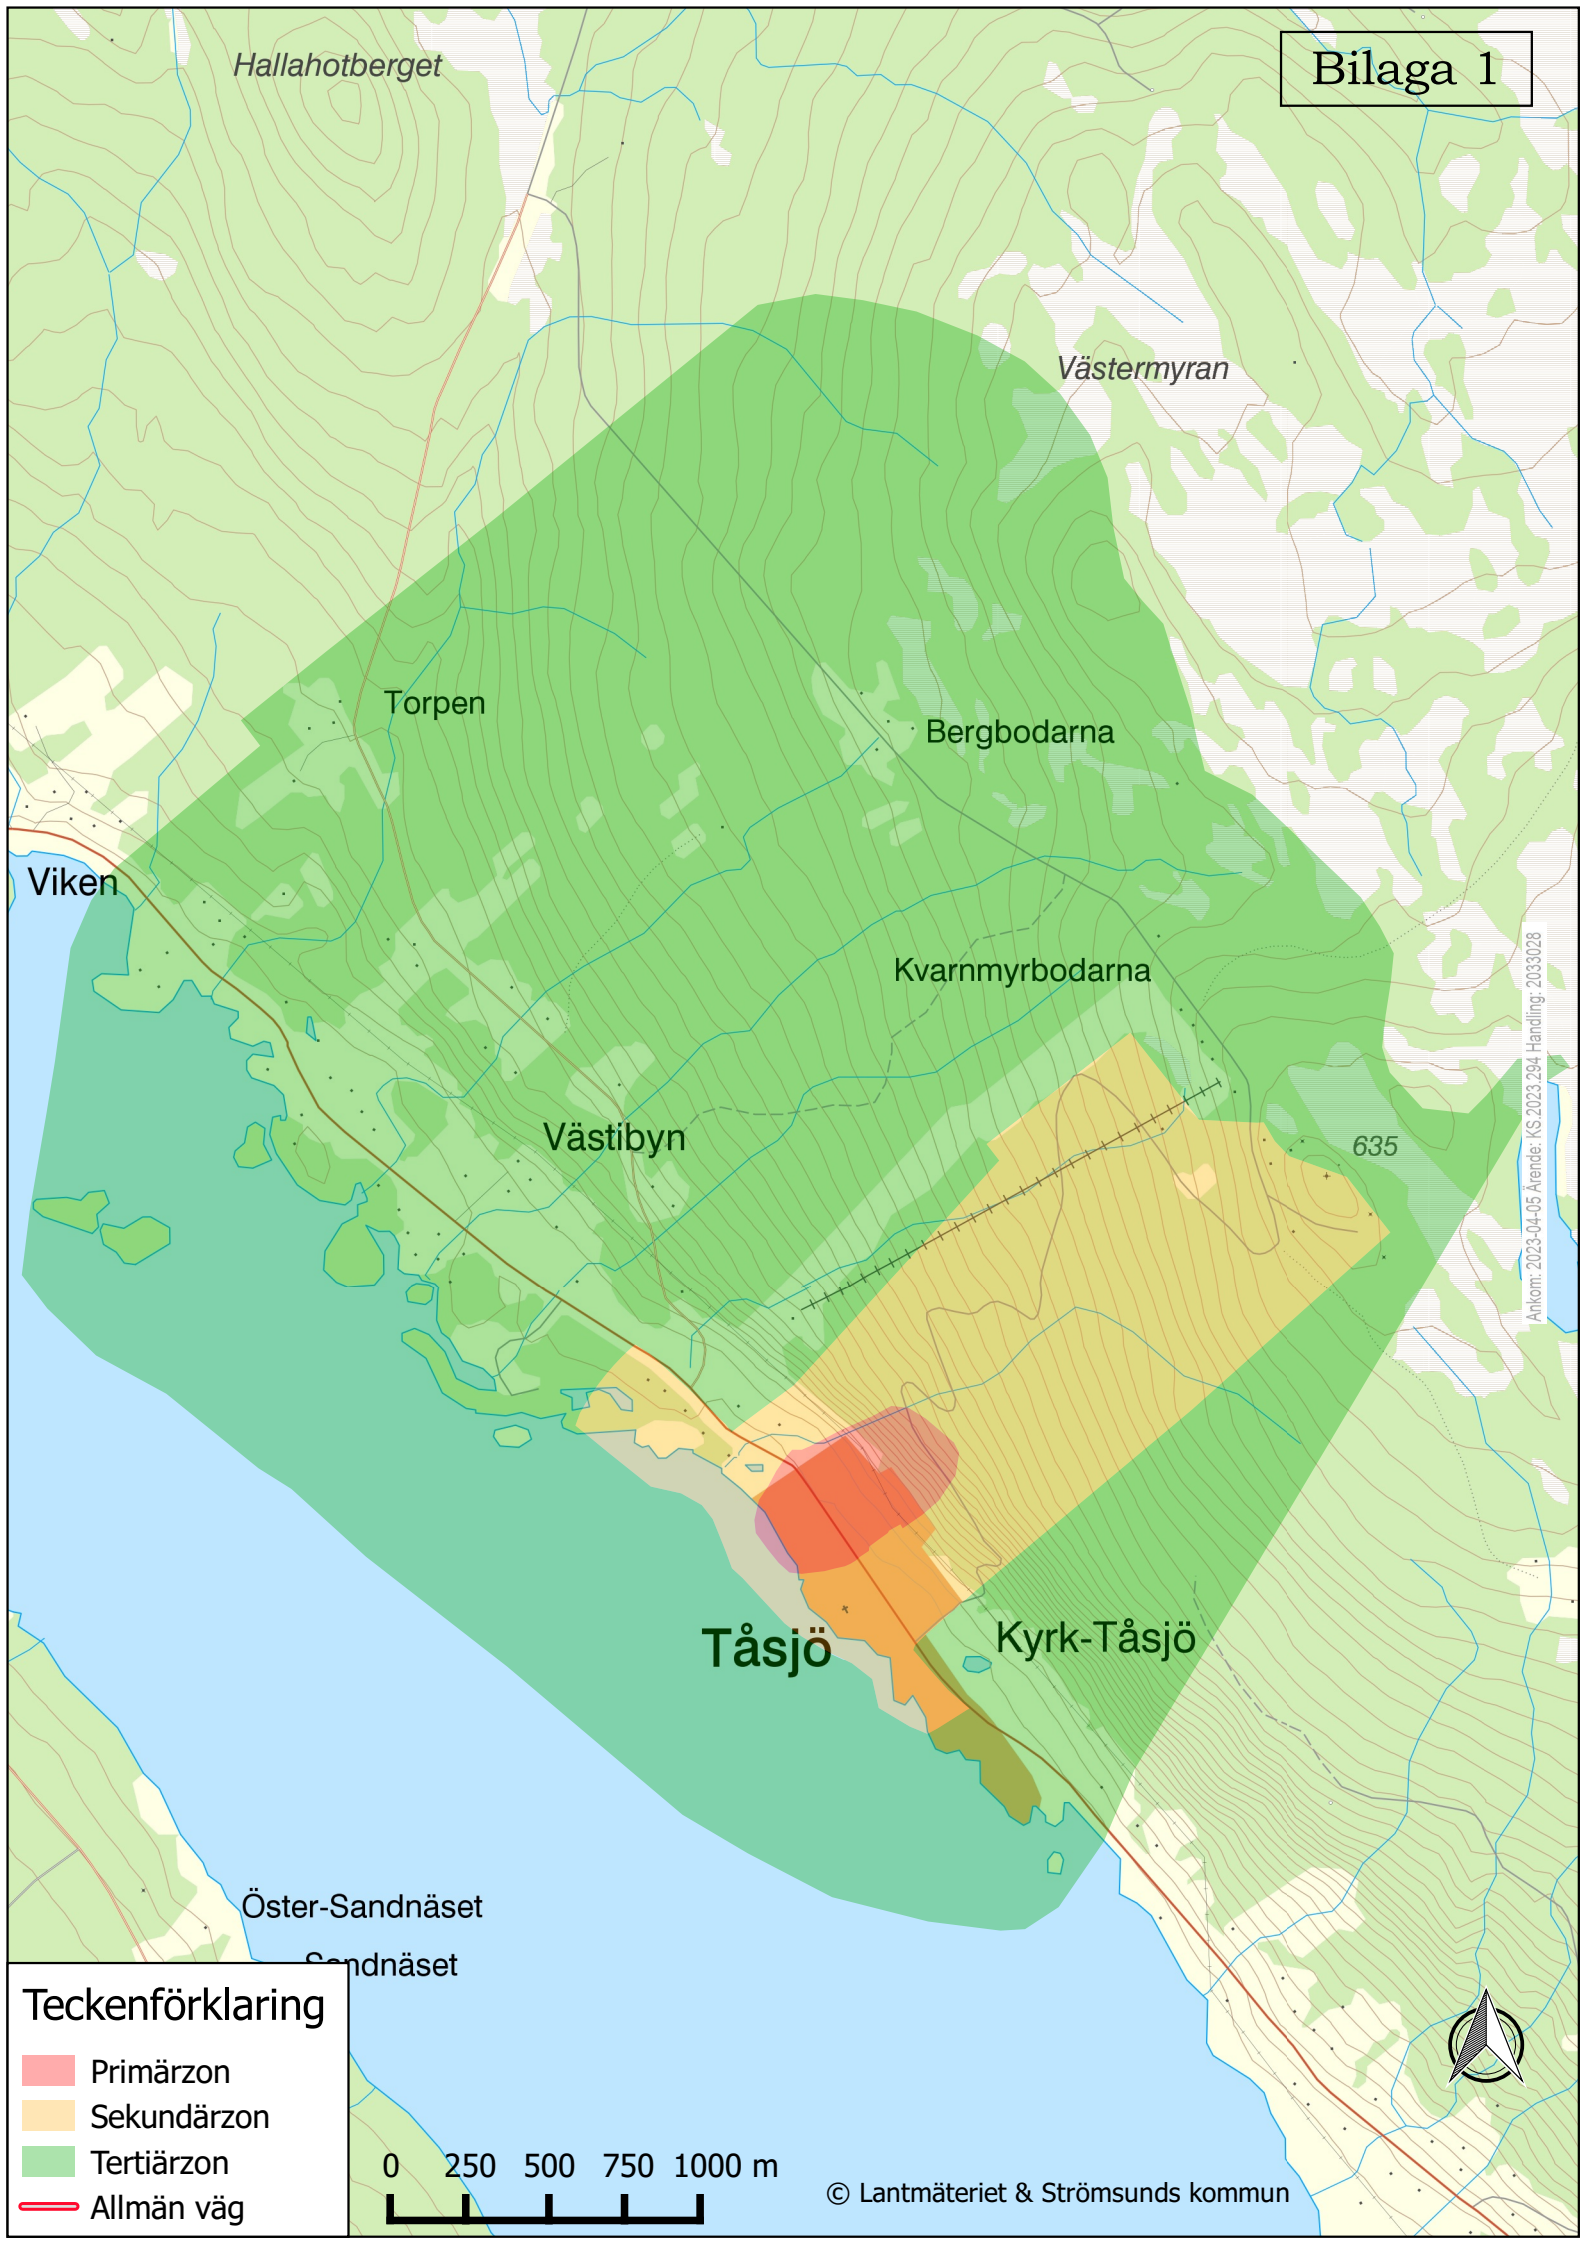 Hallahotberget
Bilaga 1
Västermyran
Torpen
Bergbodarna
Viken
Kvarnmyrbodarna
Ankom: 2023-04-05 Ärende: KS.2023.294 Handling: 2033028
Västibyn
635
Tåsjö
Kyrk-Tåsjö
Öster-Sandnäset
Sandnäset
Teckenförklaring
Primärzon
Sekundärzon
Tertiärzon
Allmän väg
0 250 500 750 1000 m
© Lantmäteriet & Strömsunds kommun